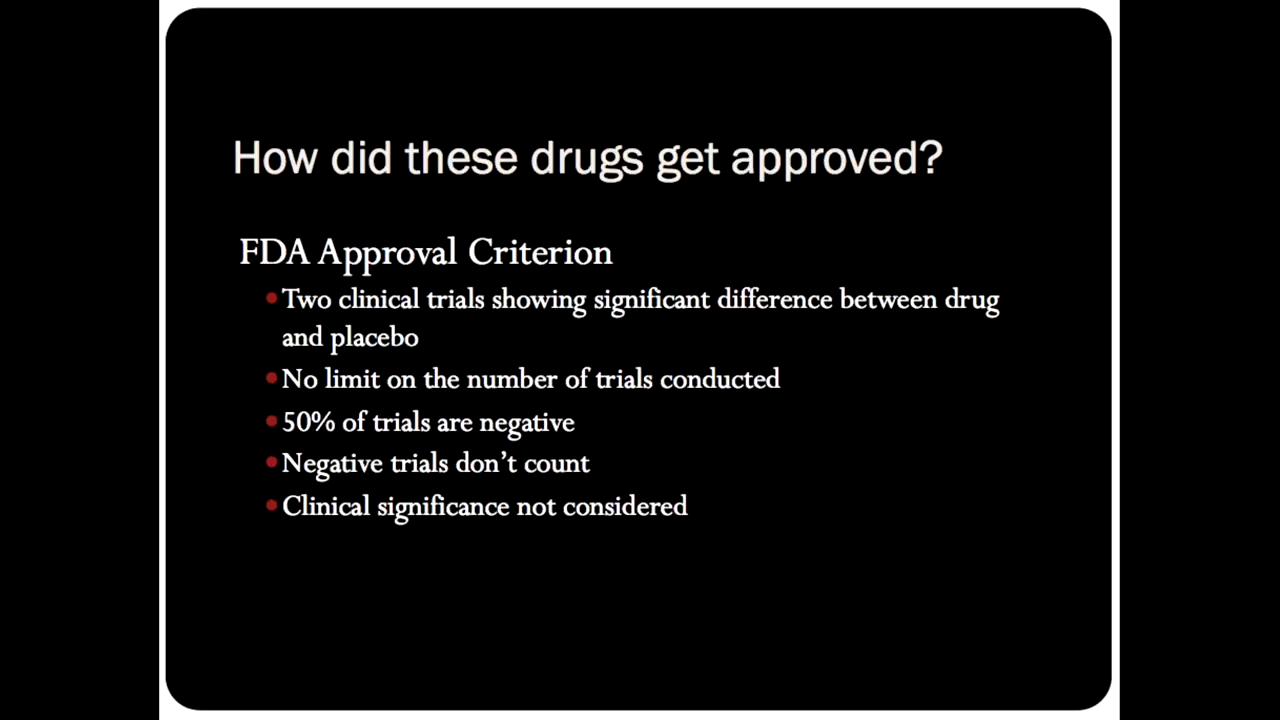 How did these drugs get approved?
FDA Approval Criterion
Two clinical trials showing significant difference between drug
and placebo
No limit on the number of trials conducted
50% of trials are negative
Negative trials don’t count
Clinical significance not considered